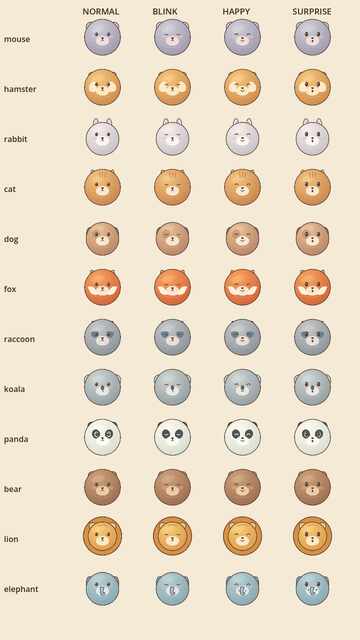 NORMAL BLINK HAPPY SURPRISE
mouse
hamster
rabbit
cat
dog
fox
raccoon
koala
panda
bear
lion
elephant